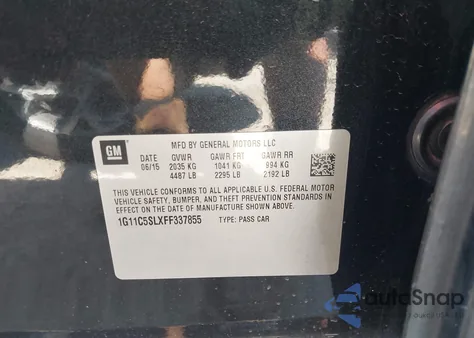 GM
MFD BY GENERAL MOTORS LLC
DATE GVWR GAWR FRT GAWR RR
06/15 2035 KG 1041 KG 994 KG
4487 LB 2295 LB 2192 LB
THIS VEHICLE CONFORMS TO ALL APPLICABLE U.S. FEDERAL MOTOR
VEHICLE SAFETY, BUMPER, AND THEFT PREVENTION STANDARDS IN
EFFECT ON THE DATE OF MANUFACTURE SHOWN ABOVE.
1G11C5SLXFF337855 TYPE: PASS CAR
autoSnap